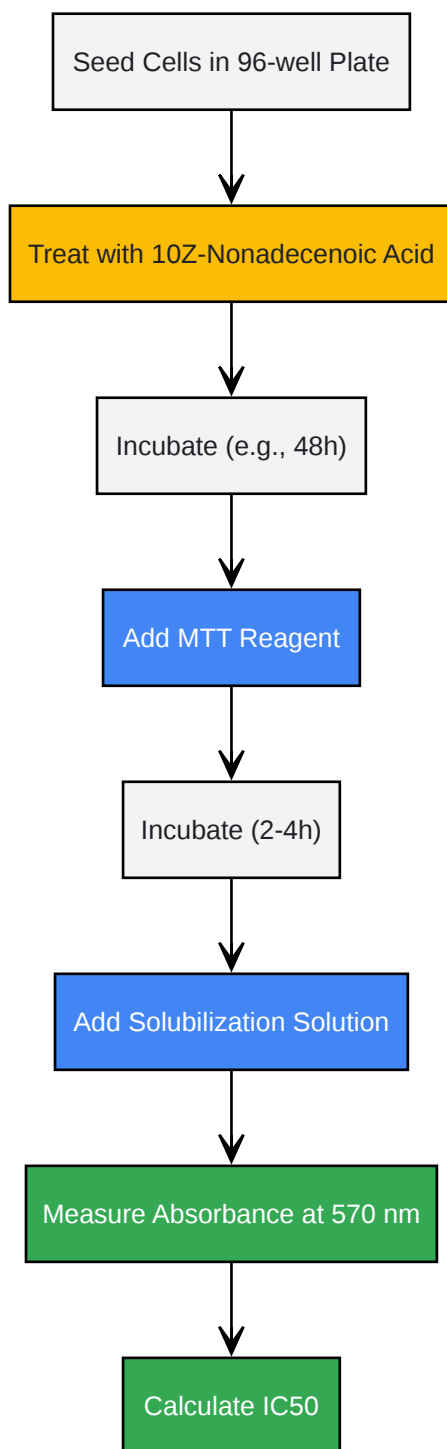 Seed Cells in 96-well Plate
Treat with 10Z-Nonadecenoic Acid
Incubate (e.g., 48h)
Add MTT Reagent
Incubate (2-4h)
Add Solubilization Solution
Measure Absorbance at 570 nm
Calculate IC50